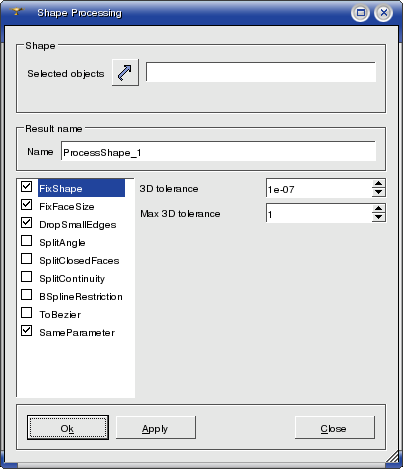 Shape Processing
Shape
Selected objects
Result name
Name ProcessShape_1
FixShape
FixFaceSize
DropSmallEdges
SplitAngle
SplitClosedFaces
SplitContinuity
BSplineRestriction
ToBezier
SameParameter
3D tolerance 1e-07
Max 3D tolerance 1
Ok Apply Close